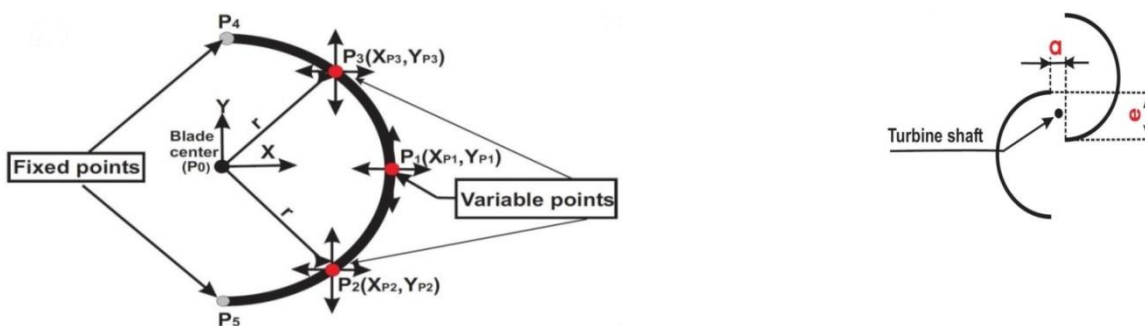 P4
P3(XP3,YP3)
Y
r
Blade
center
(P0)
X
Fixed points
P1(XP1,YP1)
Variable points
r
P2(XP2,YP2)
P5
a
e
Turbine shaft